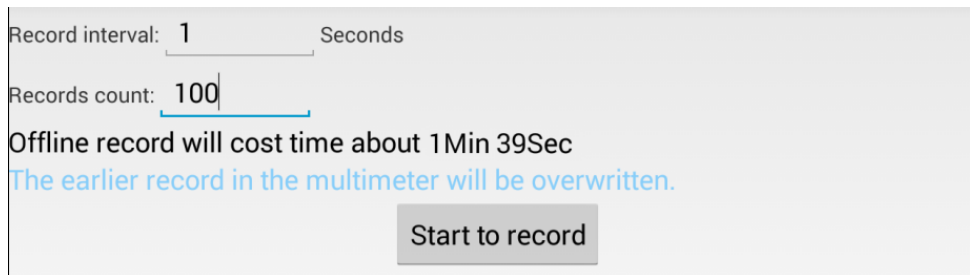 Record interval: 1 Seconds
Records count: 100
Offline record will cost time about 1Min 39Sec
The earlier record in the multimeter will be overwritten.
Start to record